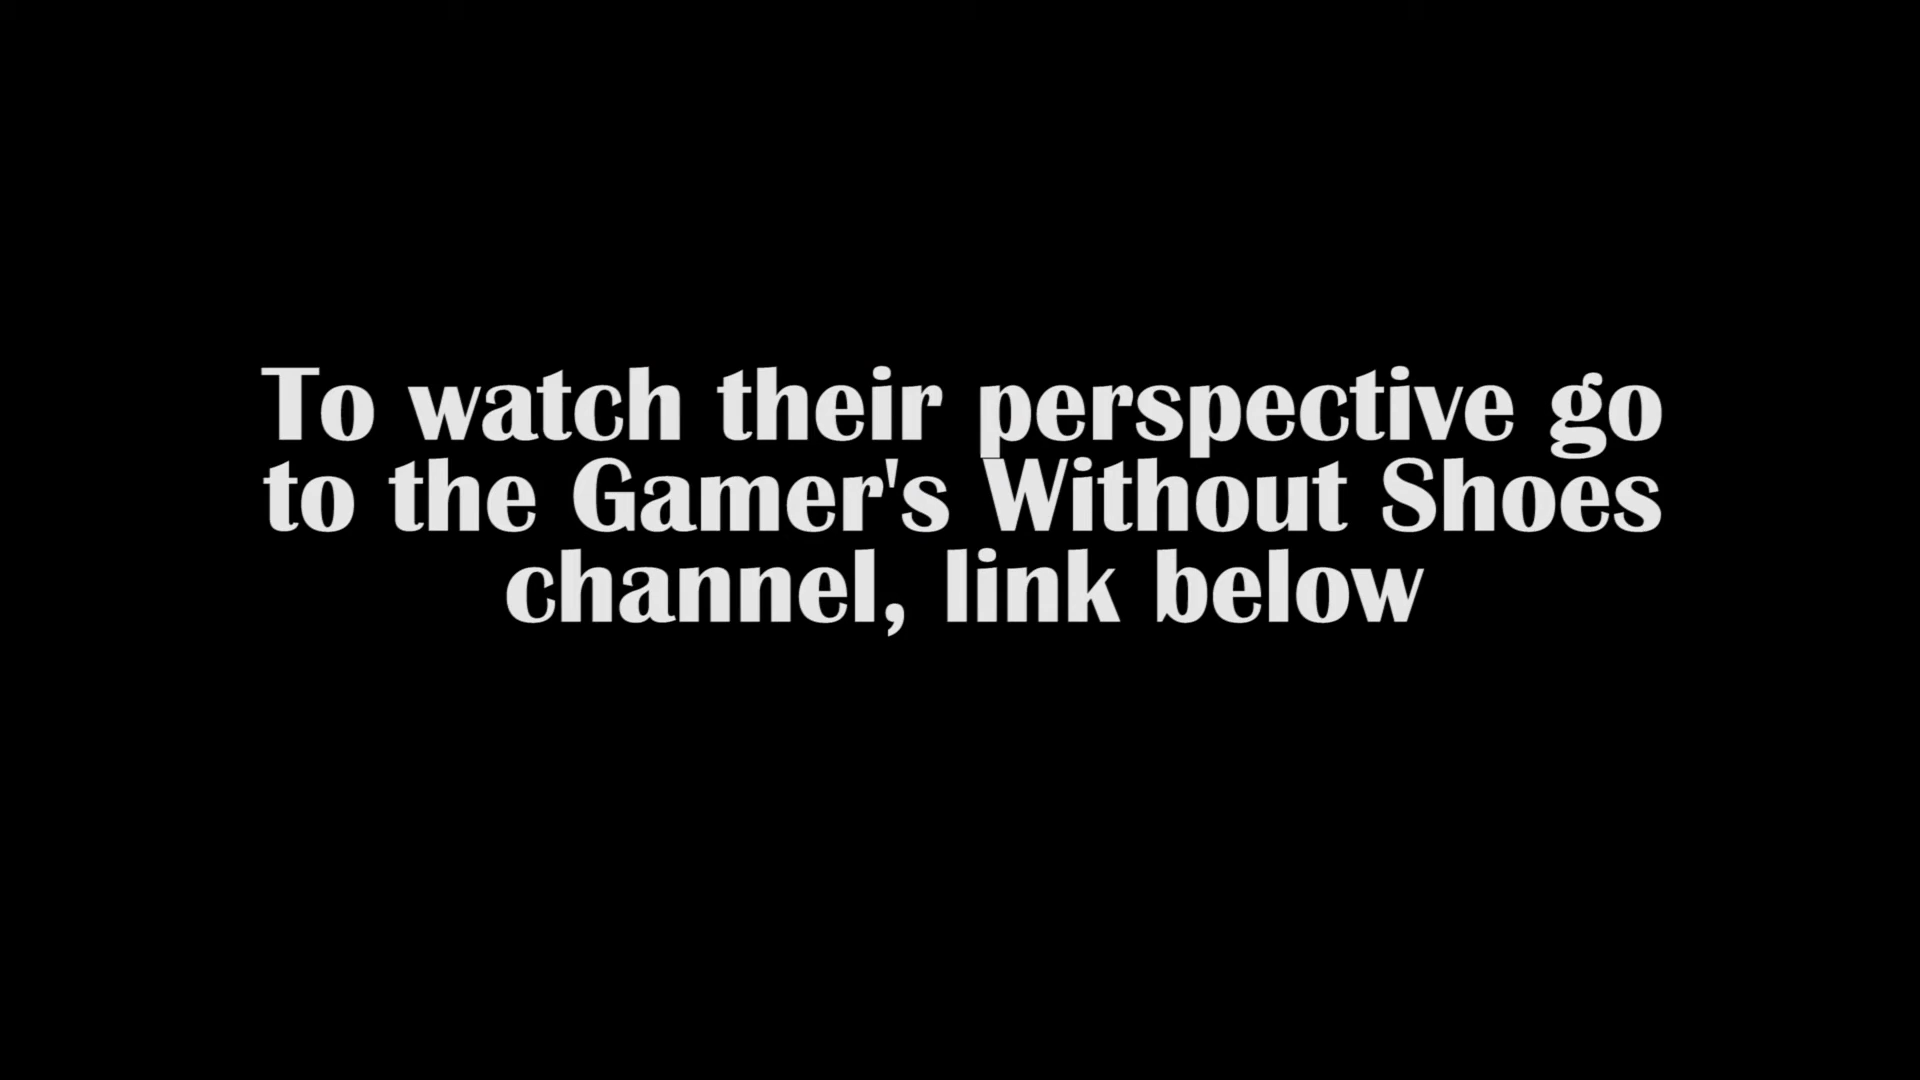 To watch their perspective go
to the Gamer's Without Shoes
channel, link below